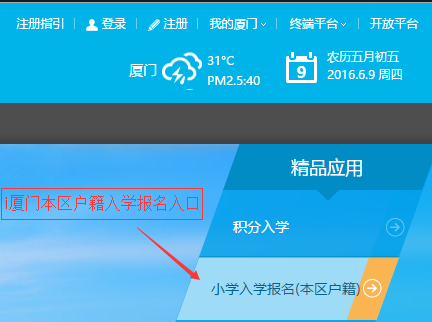 注册指引 登录 注册 我的厦门 终端平台 开放平台
厦门 31°C 农历五月初五
PM2.5:40 9 2016.6.9 周四
精品应用
i厦门本区户籍入学报名入口
积分入学
小学入学报名(本区户籍)